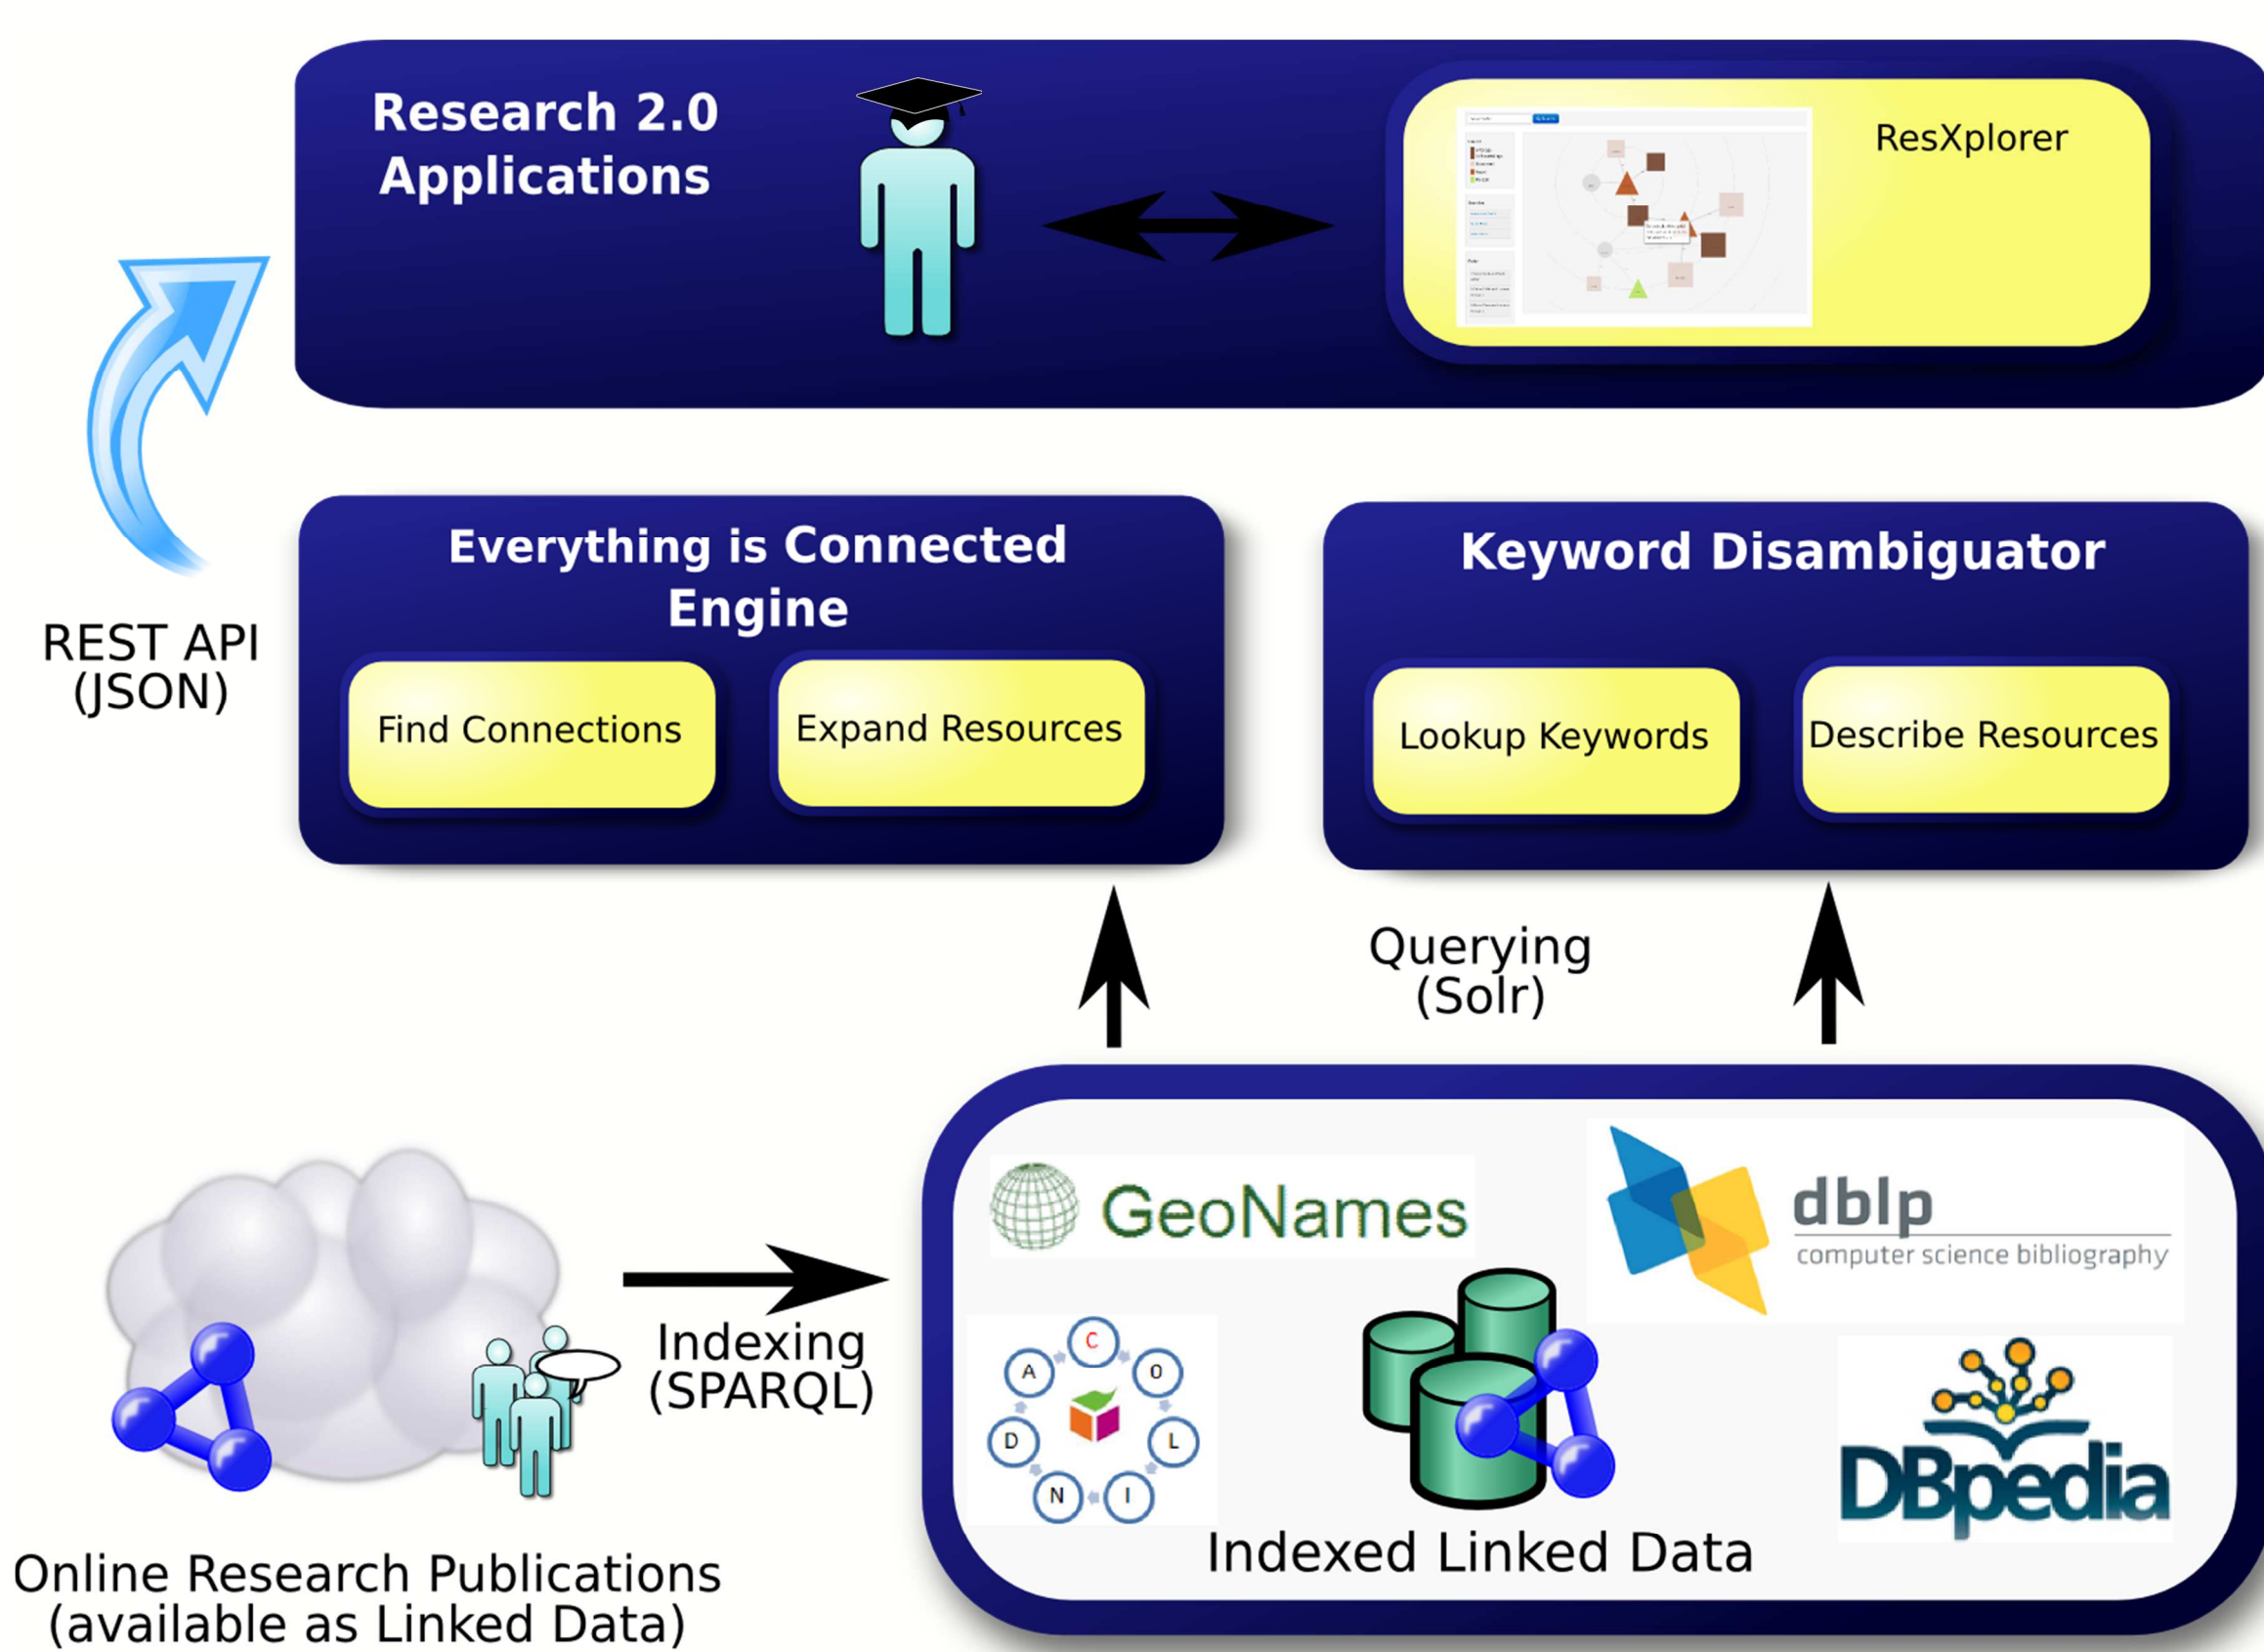 Research 2.0
Applications
ResXplorer
Everything is Connected
Engine
Keyword Disambiguator
REST API
(JSON)
Find Connections
Expand Resources
Lookup Keywords
Describe Resources
Querying
(Solr)
GeoNames
dblp
computer science bibliography
Indexing
(SPARQL)
C
O
L
I
N
D
A
DBpedia
Indexed Linked Data
Online Research Publications
(available as Linked Data)